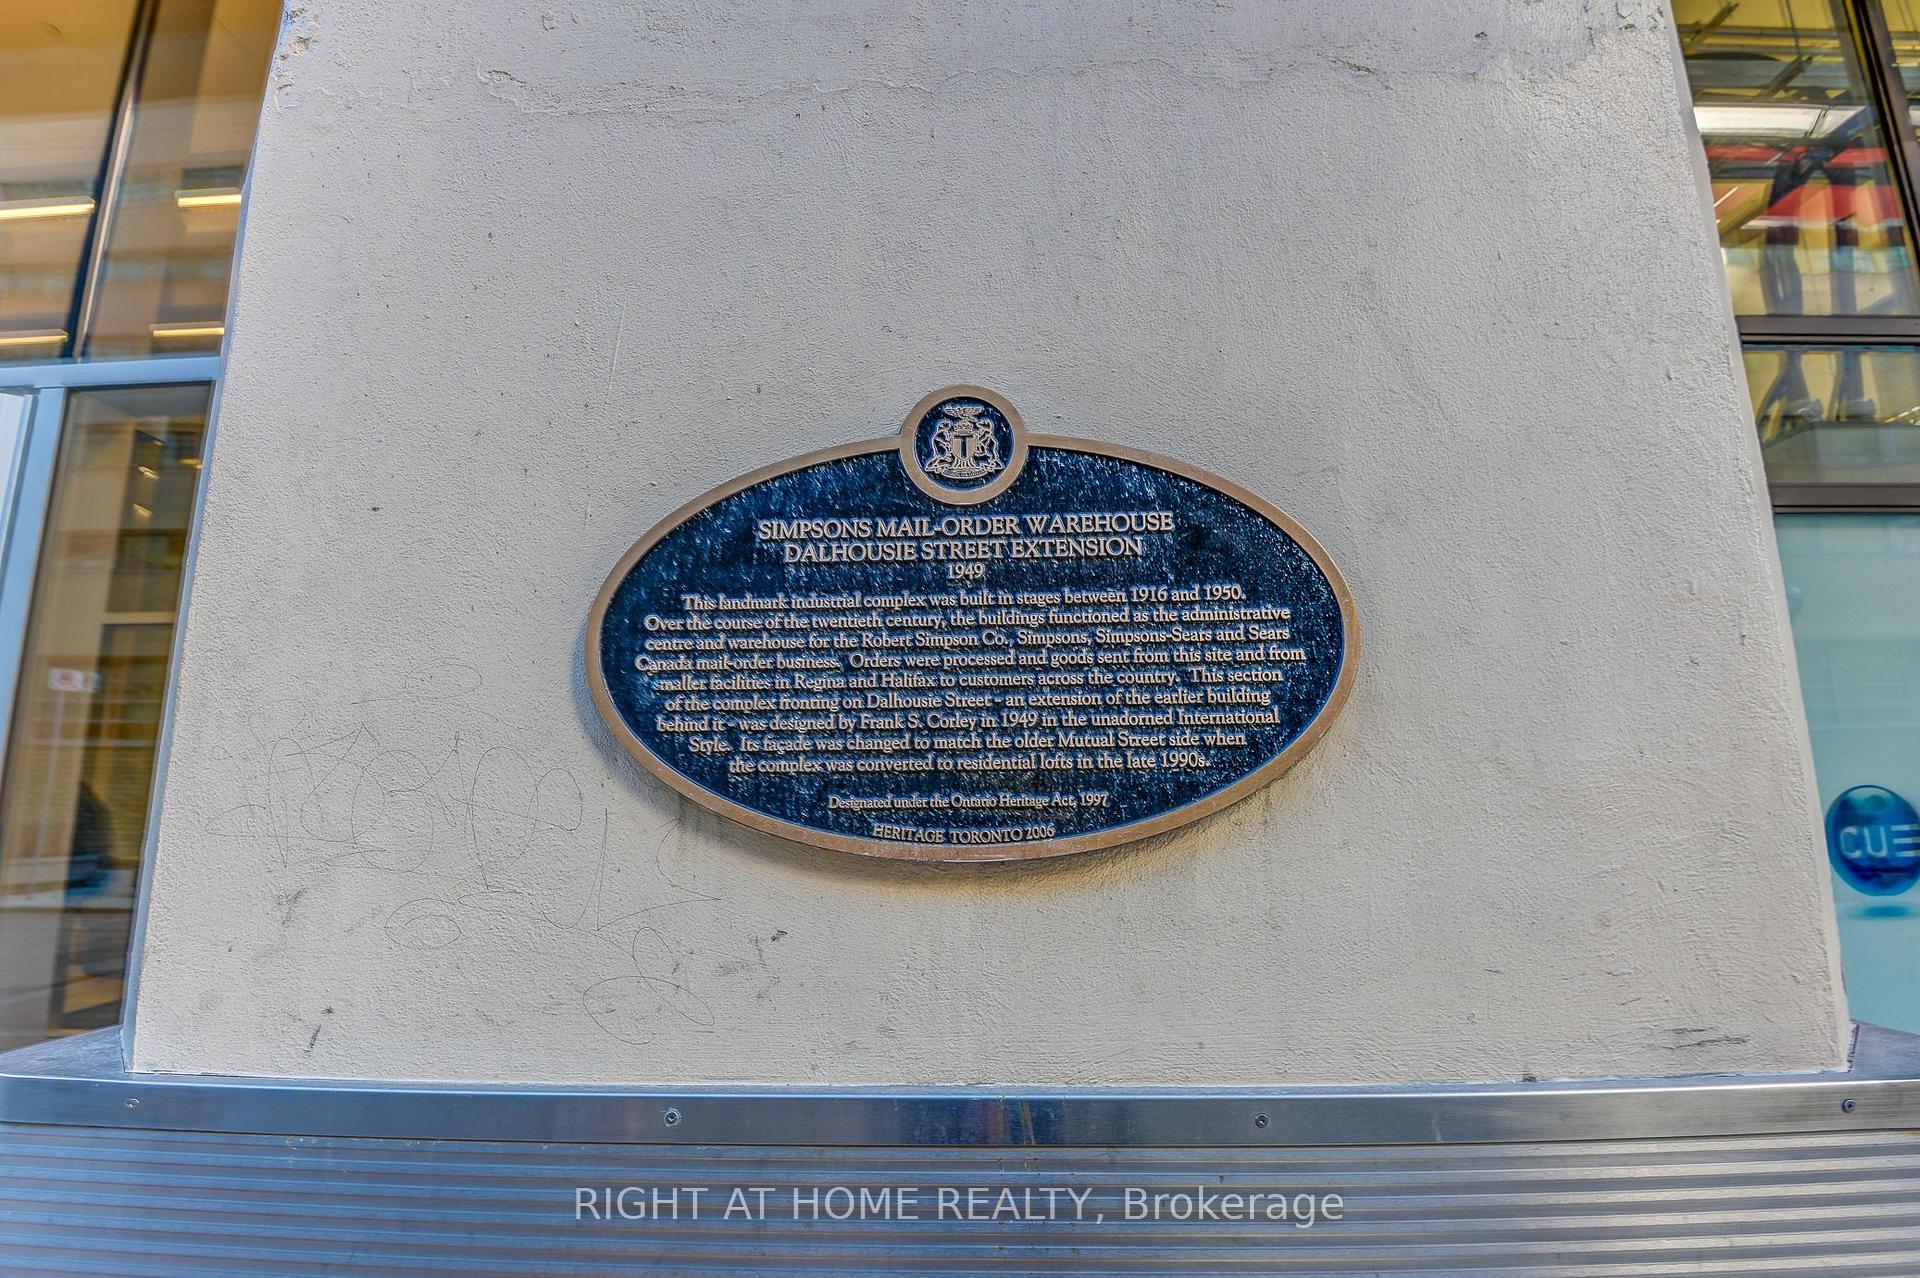 T
SIMPSONS MAIL-ORDER WAREHOUSE
DALHOUSIE STREET EXTENSION
1949
This landmark industrial complex was built in stages between 1916 and 1950.
Over the course of the twentieth century, the buildings functioned as the administrative
centre and warehouse for the Robert Simpson Co., Simpsons, Simpsons-Sears and Sears
Canada mail-order business. Orders were processed and goods sent from this site and from
smaller facilities in Regina and Halifax to customers across the country. This section
of the complex fronting on Dalhousie Street - an extension of the earlier building
behind it - was designed by Frank S. Corley in 1949 in the unadorned International
Style. Its façade was changed to match the older Mutual Street side when
the complex was converted to residential lofts in the late 1990s.
Designated under the Ontario Heritage Act, 1997
HERITAGE TORONTO 2006
CUE
RIGHT AT HOME REALTY, Brokerage